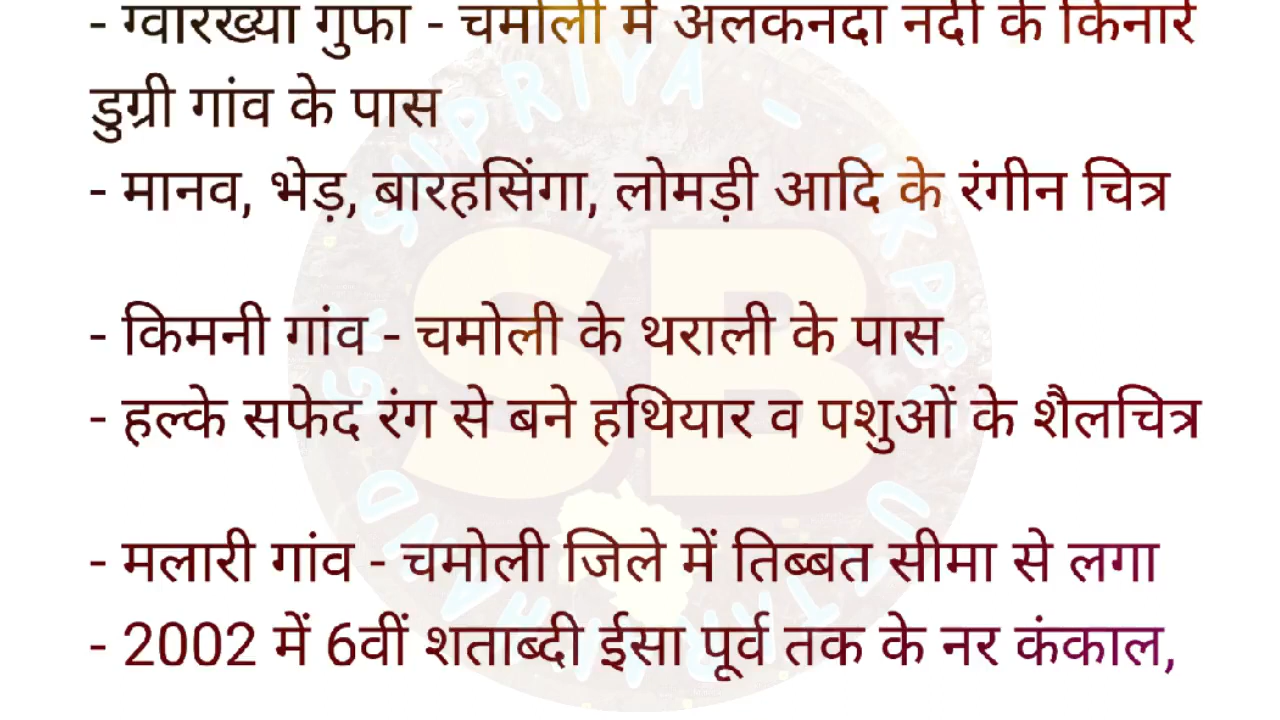 - ग्वारख्या गुफा - चमोली में अलकनंदा नदी के किनारे
डुग्री गांव के पास
- मानव, भेड़, बारहसिंगा, लोमड़ी आदि के रंगीन चित्र
- किमनी गांव - चमोली के थराली के पास
- हल्के सफेद रंग से बने हथियार व पशुओं के शैलचित्र
- मलारी गांव - चमोली जिले में तिब्बत सीमा से लगा
- 2002 में 6वीं शताब्दी ईसा पूर्व तक के नर कंकाल,
SB